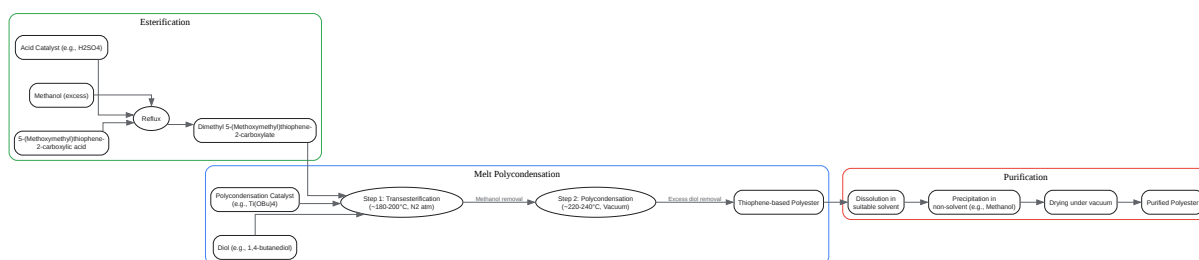 Esterification
Acid Catalyst (e.g., H2SO4)
Methanol (excess)
Reflux
5-(Methoxymethyl)thiophene-
2-carboxylic acid
Dimethyl 5-(Methoxymethyl)thiophene-
2-carboxylate
Melt Polycondensation
Polycondensation Catalyst
(e.g., Ti(OBu)4)
Diol (e.g., 1,4-butanediol)
Step 1: Transesterification
(~180-200°C, N2 atm)
Methanol removal
Step 2: Polycondensation
(~220-240°C, Vacuum)
Excess diol removal
Thiophene-based Polyester
Purification
Dissolution in
suitable solvent
Precipitation in
non-solvent (e.g., Methanol)
Drying under vacuum
Purified Polyester